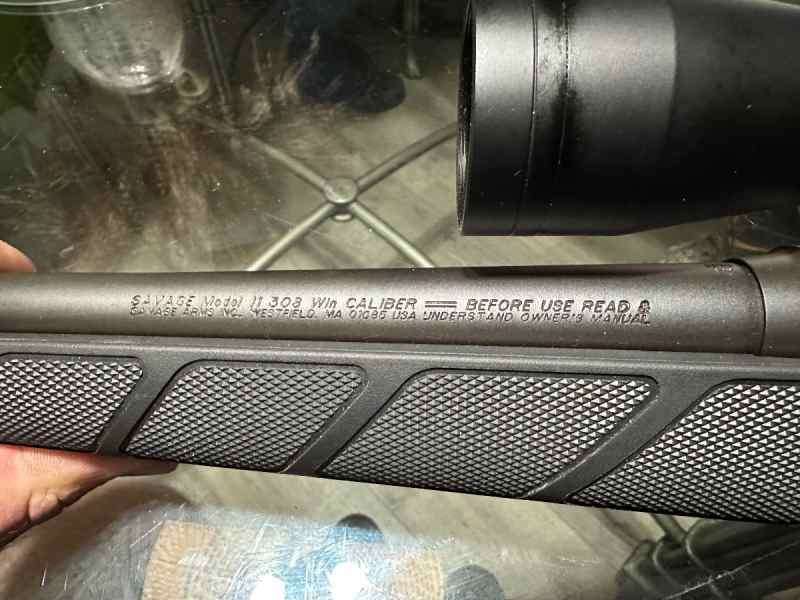 SAVAGE Model 11 308 Win CALIBER == BEFORE USE READ &
SAVAGE ARMS INC. WESTFIELD, MA 01085 USA UNDERSTAND OWNER'S MANUAL